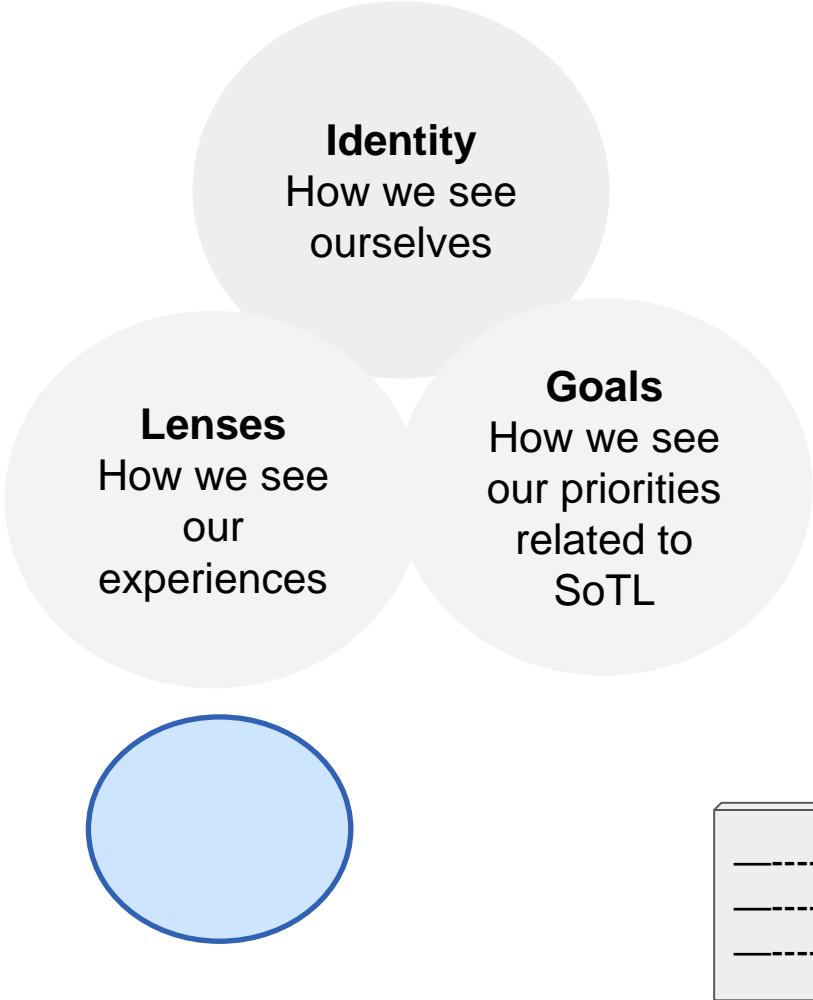 Identity
How we see
ourselves
Lenses
How we see
our
experiences
Goals
How we see
our priorities
related to
SoTL